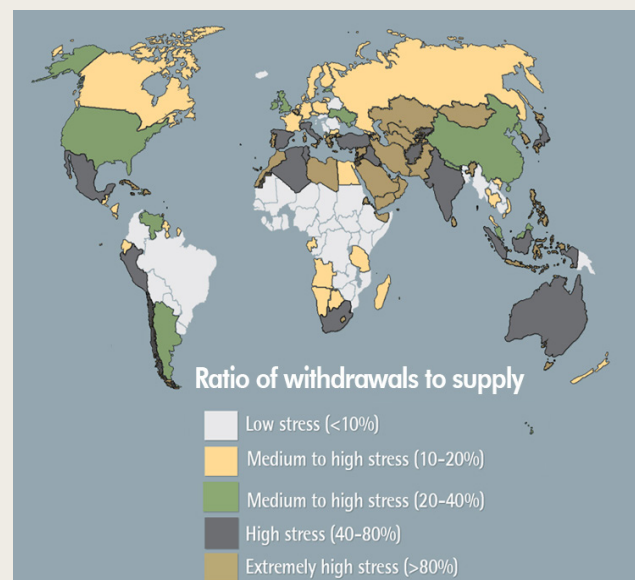 Ratio of withdrawals to supply
Low stress (<10%)
Medium to high stress (10-20%)
Medium to high stress (20-40%)
High stress (40-80%)
Extremely high stress (>80%)